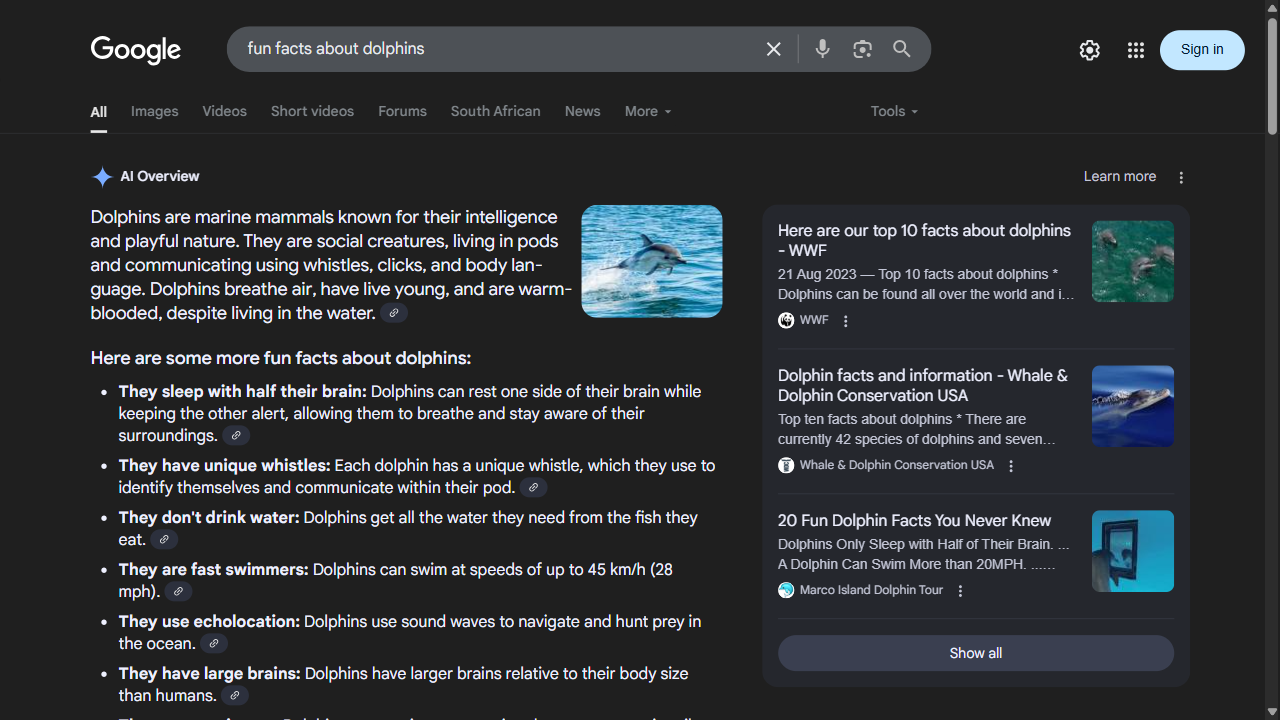 Google
fun facts about dolphins
Sign in
All Images Videos Short videos Forums South African News More Tools
AI Overview
Learn more
Dolphins are marine mammals known for their intelligence
and playful nature. They are social creatures, living in pods
and communicating using whistles, clicks, and body lan-
guage. Dolphins breathe air, have live young, and are warm-
blooded, despite living in the water.
Here are some more fun facts about dolphins:
• They sleep with half their brain: Dolphins can rest one side of their brain while
keeping the other alert, allowing them to breathe and stay aware of their
surroundings.
• They have unique whistles: Each dolphin has a unique whistle, which they use to
identify themselves and communicate within their pod.
• They don't drink water: Dolphins get all the water they need from the fish they
eat.
• They are fast swimmers: Dolphins can swim at speeds of up to 45 km/h (28
mph).
• They use echolocation: Dolphins use sound waves to navigate and hunt prey in
the ocean.
• They have large brains: Dolphins have larger brains relative to their body size
than humans.
Here are our top 10 facts about dolphins
- WWF
21 Aug 2023 — Top 10 facts about dolphins *
Dolphins can be found all over the world and i...
WWF
Dolphin facts and information - Whale &
Dolphin Conservation USA
Top ten facts about dolphins * There are
currently 42 species of dolphins and seven...
Whale & Dolphin Conservation USA
20 Fun Dolphin Facts You Never Knew
Dolphins Only Sleep with Half of Their Brain. ...
A Dolphin Can Swim More than 20MPH. ......
Marco Island Dolphin Tour
Show all